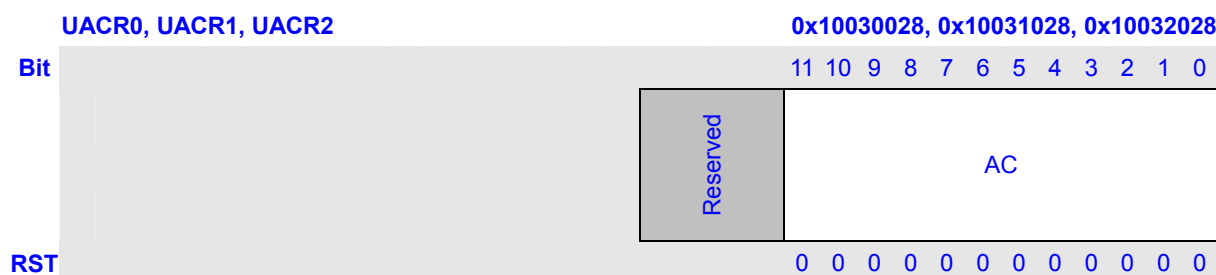 UACR0, UACR1, UACR2 0x10030028, 0x10031028, 0x10032028
Bit 11 10 9 8 7 6 5 4 3 2 1 0
Reserved AC
RST 0 0 0 0 0 0 0 0 0 0 0 0